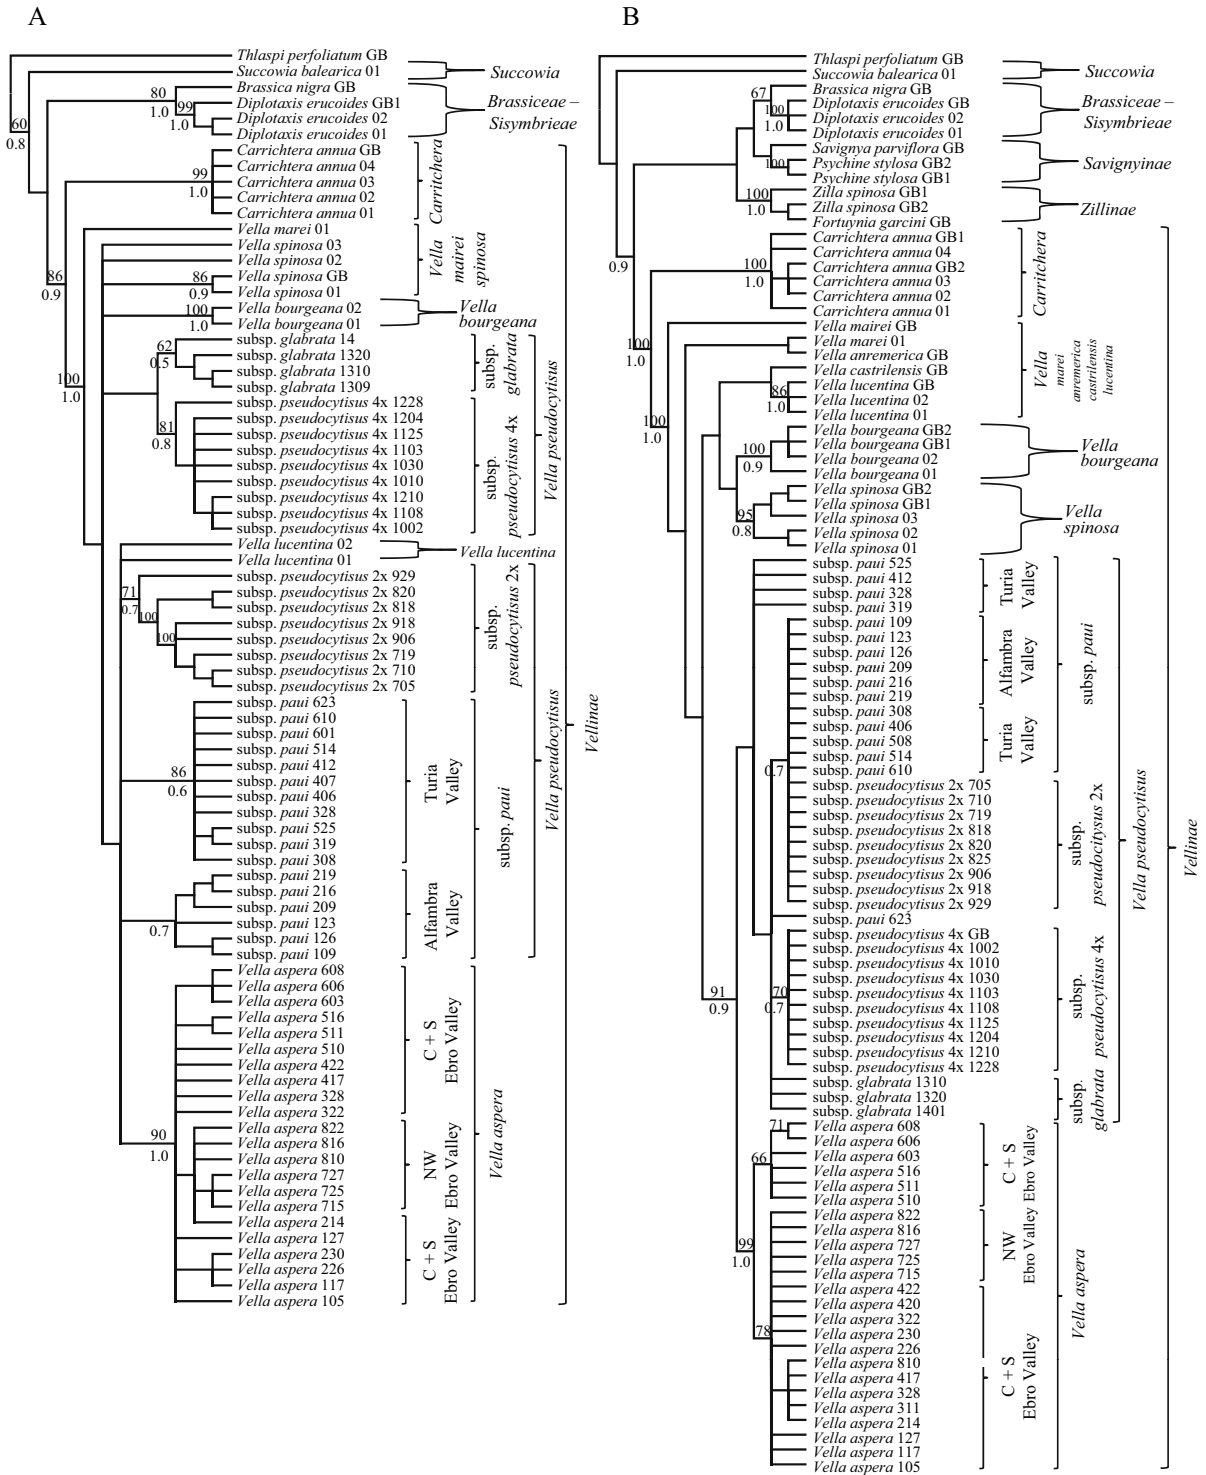 A
Thlaspi perfoliatum GB
Succowia balearica 01
Succowia
Brassica nigra GB
Diplotaxis erucoides GB1
Diplotaxis erucoides 02
Diplotaxis erucoides 01
Brassiceae –
Sisymbrieae
Carrichtera annua GB
Carrichtera annua 04
Carrichtera annua 03
Carrichtera annua 02
Carrichtera annua 01
Carritchera
Vella marei 01
Vella spinosa 03
Vella spinosa 02
Vella spinosa GB
Vella spinosa 01
Vella
mairei
spinosa
Vella bourgeana 02
Vella bourgeana 01
Vella
bourgeana
subsp. glabrata 14
subsp. glabrata 1320
subsp. glabrata 1310
subsp. glabrata 1309
subsp.
glabrata
subsp. pseudocytisus 4x 1228
subsp. pseudocytisus 4x 1204
subsp. pseudocytisus 4x 1125
subsp. pseudocytisus 4x 1103
subsp. pseudocytisus 4x 1030
subsp. pseudocytisus 4x 1010
subsp. pseudocytisus 4x 1210
subsp. pseudocytisus 4x 1108
subsp. pseudocytisus 4x 1002
subsp.
pseudocytisus 4x
Vella pseudocytisus
Vella lucentina 02
Vella lucentina 01
Vella lucentina
subsp. pseudocytisus 2x 929
subsp. pseudocytisus 2x 820
subsp. pseudocytisus 2x 818
subsp. pseudocytisus 2x 918
subsp. pseudocytisus 2x 906
subsp. pseudocytisus 2x 719
subsp. pseudocytisus 2x 710
subsp. pseudocytisus 2x 705
subsp.
pseudocytisus 2x
subsp. paui 623
subsp. paui 610
subsp. paui 601
subsp. paui 514
subsp. paui 412
subsp. paui 407
subsp. paui 406
subsp. paui 328
subsp. paui 525
subsp. paui 319
subsp. paui 308
Turia
Valley
subsp. paui 219
subsp. paui 216
subsp. paui 209
subsp. paui 123
subsp. paui 126
subsp. paui 109
Alfambra
Valley
subsp. paui
Vella pseudocytisus
Vella aspera 608
Vella aspera 606
Vella aspera 603
Vella aspera 516
Vella aspera 511
Vella aspera 510
Vella aspera 422
Vella aspera 417
Vella aspera 328
Vella aspera 322
C + S
Ebro Valley
Vella aspera 822
Vella aspera 816
Vella aspera 810
Vella aspera 727
Vella aspera 725
Vella aspera 715
NW
Ebro Valley
Vella aspera 214
Vella aspera 127
Vella aspera 230
Vella aspera 226
Vella aspera 117
Vella aspera 105
C + S
Ebro Valley
Vella aspera
Vellinae
60
0.8
80
1.0
99
1.0
99
1.0
86
0.9
86
0.9
100
1.0
62
0.5
100
1.0
81
0.8
71
0.7
100
100
86
0.6
0.7
90
1.0
B
Thlaspi perfoliatum GB
Succowia balearica 01
Succowia
Brassica nigra GB
Diplotaxis erucoides GB
Diplotaxis erucoides 02
Diplotaxis erucoides 01
Brassiceae –
Sisymbrieae
Savignya parviflora GB
Psychine stylosa GB2
Psychine stylosa GB1
Savignyinae
Zilla spinosa GB1
Zilla spinosa GB2
Fortuynia garcini GB
Zillinae
Carrichtera annua GB1
Carrichtera annua 04
Carrichtera annua GB2
Carrichtera annua 03
Carrichtera annua 02
Carrichtera annua 01
Carritchera
Vella mairei GB
Vella marei 01
Vella anremerica GB
Vella castrilensis GB
Vella lucentina GB
Vella lucentina 02
Vella lucentina 01
Vella
marei
anremerica
castrilensis
lucentina
Vella bourgeana GB2
Vella bourgeana GB1
Vella bourgeana 02
Vella bourgeana 01
Vella
bourgeana
Vella spinosa GB2
Vella spinosa GB1
Vella spinosa 03
Vella spinosa 02
Vella spinosa 01
Vella
spinosa
subsp. paui 525
subsp. paui 412
subsp. paui 328
subsp. paui 319
Turia
Valley
subsp. paui 109
subsp. paui 123
subsp. paui 126
subsp. paui 209
subsp. paui 216
subsp. paui 219
Alfambra
Valley
subsp. paui 308
subsp. paui 406
subsp. paui 508
subsp. paui 514
subsp. paui 610
Turia
Valley
subsp. paui
subsp. pseudocytisus 2x 705
subsp. pseudocytisus 2x 710
subsp. pseudocytisus 2x 719
subsp. pseudocytisus 2x 818
subsp. pseudocytisus 2x 820
subsp. pseudocytisus 2x 825
subsp. pseudocytisus 2x 906
subsp. pseudocytisus 2x 918
subsp. pseudocytisus 2x 929
subsp.
pseudocitysus 2x
subsp. paui 623
subsp. pseudocytisus 4x GB
subsp. pseudocytisus 4x 1002
subsp. pseudocytisus 4x 1010
subsp. pseudocytisus 4x 1030
subsp. pseudocytisus 4x 1103
subsp. pseudocytisus 4x 1108
subsp. pseudocytisus 4x 1125
subsp. pseudocytisus 4x 1204
subsp. pseudocytisus 4x 1210
subsp. pseudocytisus 4x 1228
subsp.
pseudocytisus 4x
subsp. glabrata 1310
subsp. glabrata 1320
subsp. glabrata 1401
subsp.
glabrata
Vella pseudocytisus
Vella aspera 608
Vella aspera 606
Vella aspera 603
Vella aspera 516
Vella aspera 511
Vella aspera 510
C + S
Ebro Valley
Vella aspera 822
Vella aspera 816
Vella aspera 727
Vella aspera 725
Vella aspera 715
NW
Ebro Valley
Vella aspera 422
Vella aspera 420
Vella aspera 322
Vella aspera 230
Vella aspera 226
Vella aspera 810
Vella aspera 417
Vella aspera 328
Vella aspera 311
Vella aspera 214
Vella aspera 127
Vella aspera 117
Vella aspera 105
C + S
Ebro Valley
Vella aspera
Vellinae
67
100
1.0
100
100
1.0
0.9
100
1.0
100
1.0
86
1.0
100
1.0
100
0.9
95
0.8
0.7
91
0.9
70
0.7
71
66
99
1.0
78